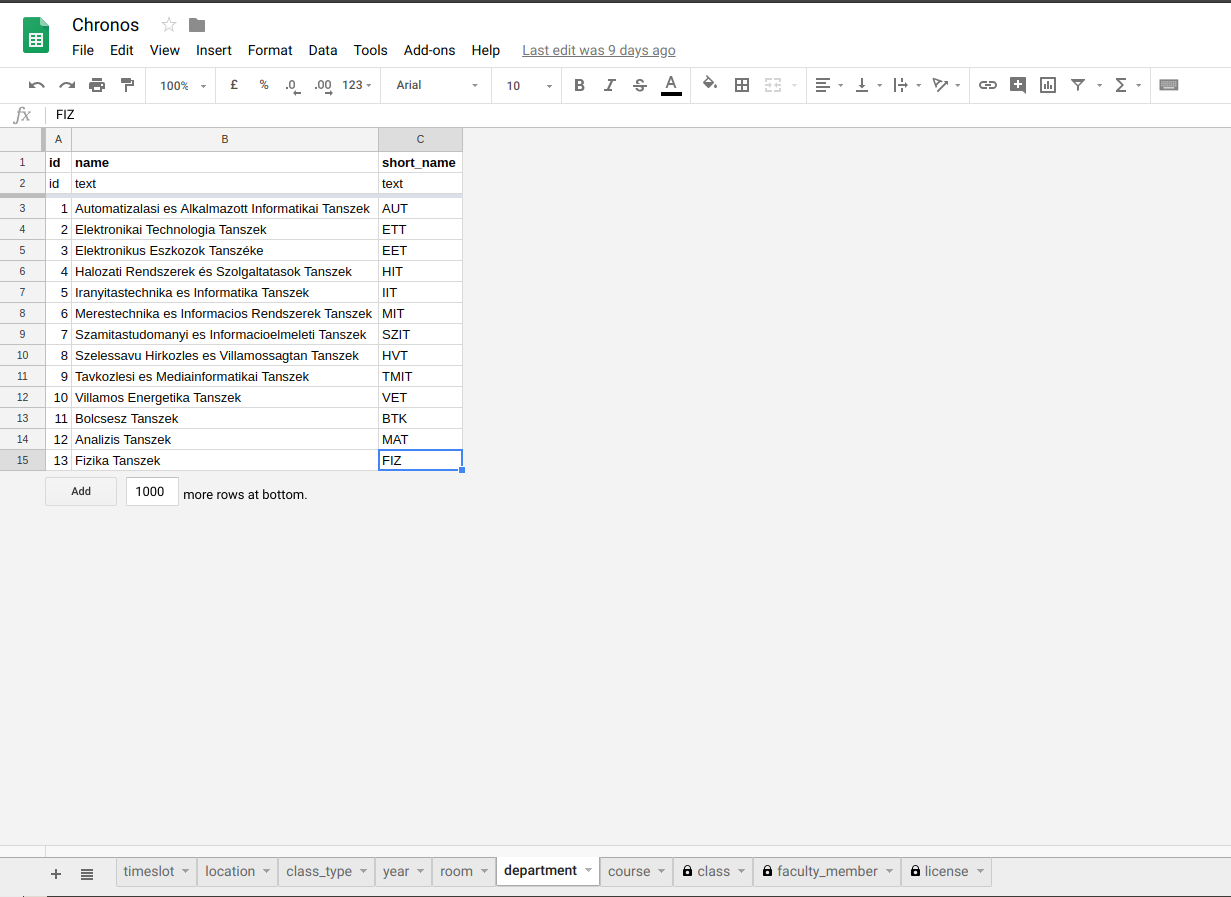 Chronos
File Edit View Insert Format Data Tools Add-ons Help Last edit was 9 days ago
100% £ % .0 .00 123 Arial 10 B I S A
fx FIZ
A B C
1 id name short_name
2 id text text
3 1 Automatizalasi es Alkalmazott Informatikai Tanszek AUT
4 2 Elektronikai Technologia Tanszek ETT
5 3 Elektronikus Eszkozok Tanszéke EET
6 4 Halozati Rendszerek és Szolgaltatasok Tanszek HIT
7 5 Iranyitastechnika es Informatika Tanszek IIT
8 6 Merestechnika es Informacios Rendszerek Tanszek MIT
9 7 Szamitastudomanyi es Informacioelmeleti Tanszek SZIT
10 8 Szelessavu Hirkozles es Villamossagtan Tanszek HVT
11 9 Tavkozlesi es Mediainformatikai Tanszek TMIT
12 10 Villamos Energetika Tanszek VET
13 11 Bolcsesz Tanszek BTK
14 12 Analizis Tanszek MAT
15 13 Fizika Tanszek FIZ
Add 1000 more rows at bottom.
timeslot location class_type year room department course class faculty_member license